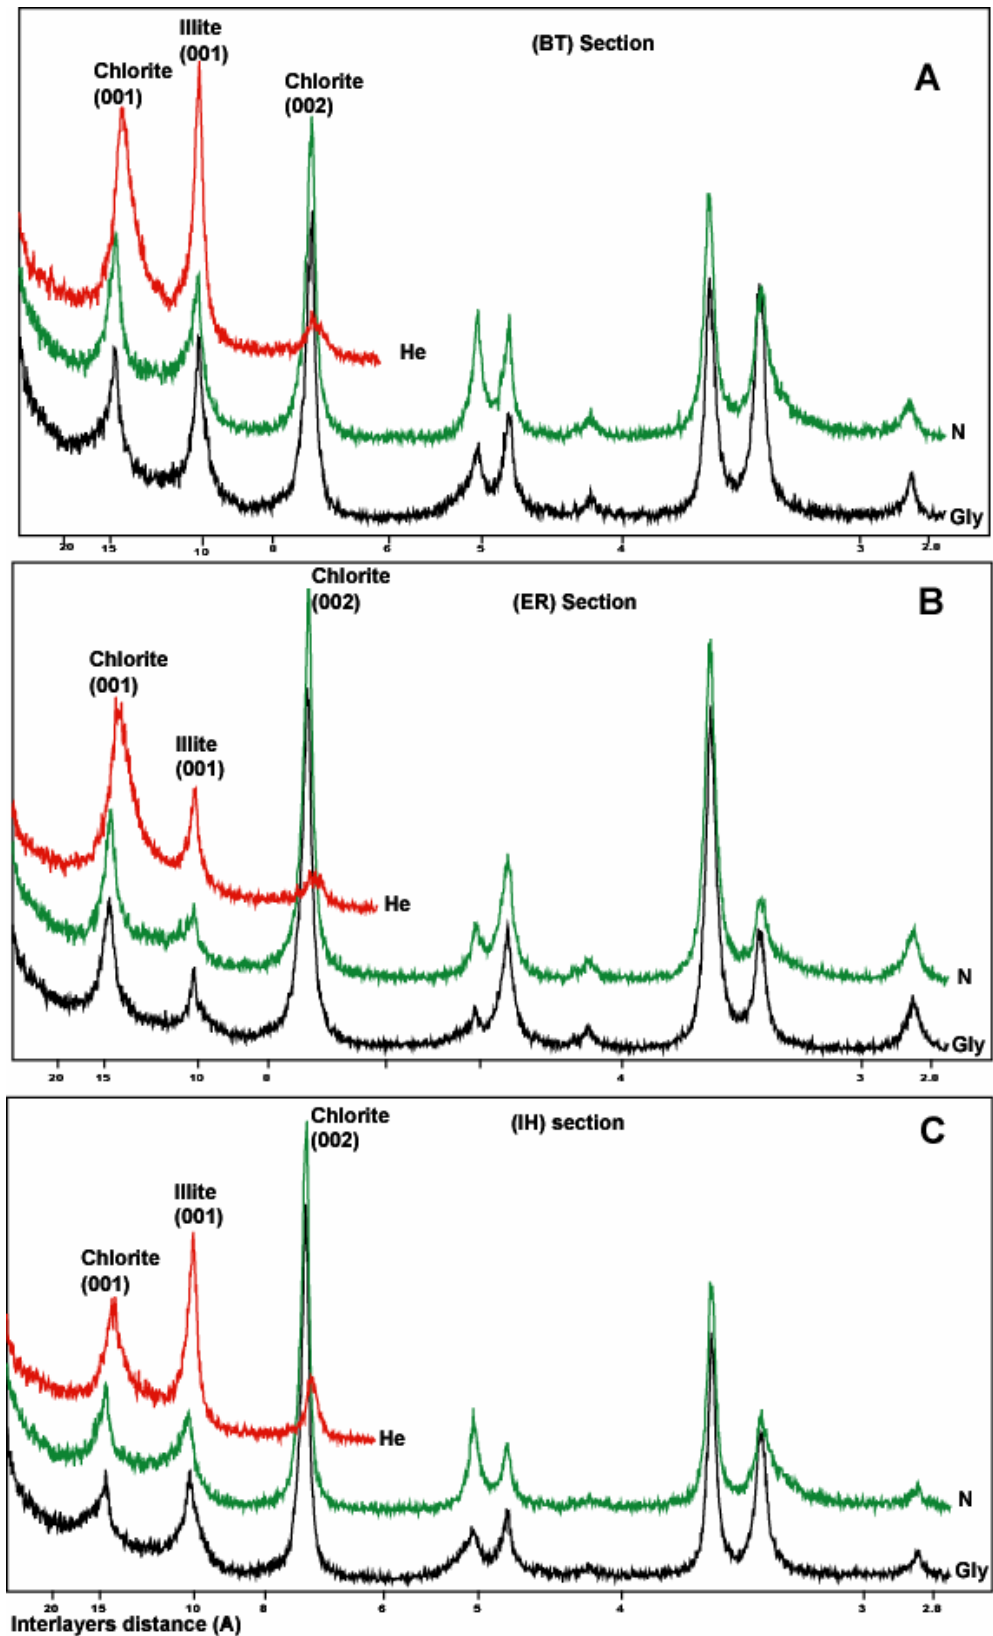 Illite
(001)
(BT) Section
A
Chlorite
(001)
Chlorite
(002)
He
N
Gly
20 15 10 8 6 5 4 3 2.8
Chlorite
(002)
(ER) Section
B
Chlorite
(001)
Illite
(001)
He
N
Gly
20 15 10 8 4 3 2.8
Chlorite
(002)
(IH) section
C
Illite
(001)
Chlorite
(001)
He
N
Gly
20 15 10 8 6 5 4 3 2.8
Interlayers distance (A)